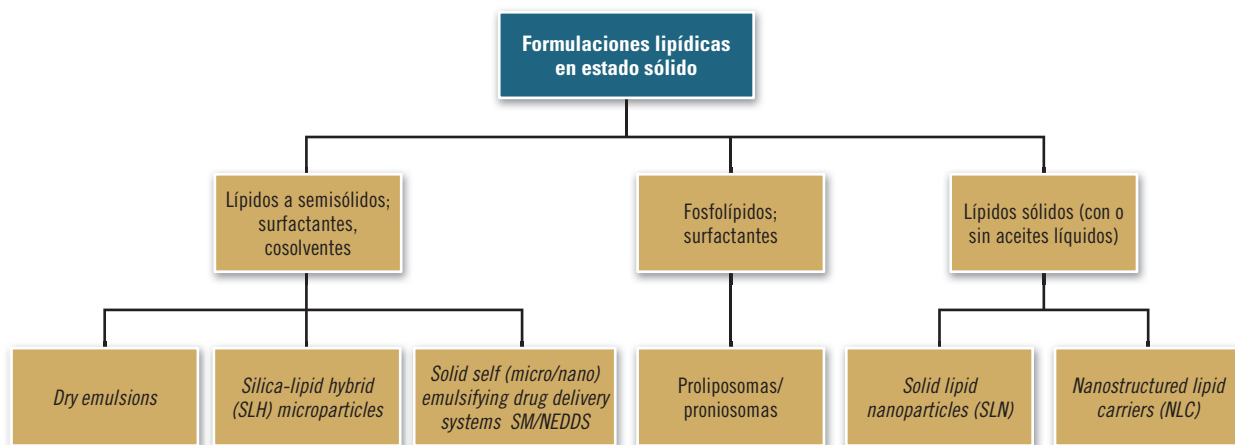 Formulaciones lipídicas
en estado sólido
Lípidos a semisólidos;
surfactantes,
cosolventes
Fosfolípidos;
surfactantes
Lípidos sólidos (con o
sin aceites líquidos)
Dry emulsions
Silica-lipid hybrid
(SLH) microparticles
Solid self (micro/nano)
emulsifying drug delivery
systems SM/NEDDS
Proliposomas/
proniosomas
Solid lipid
nanoparticles (SLN)
Nanostructured lipid
carriers (NLC)